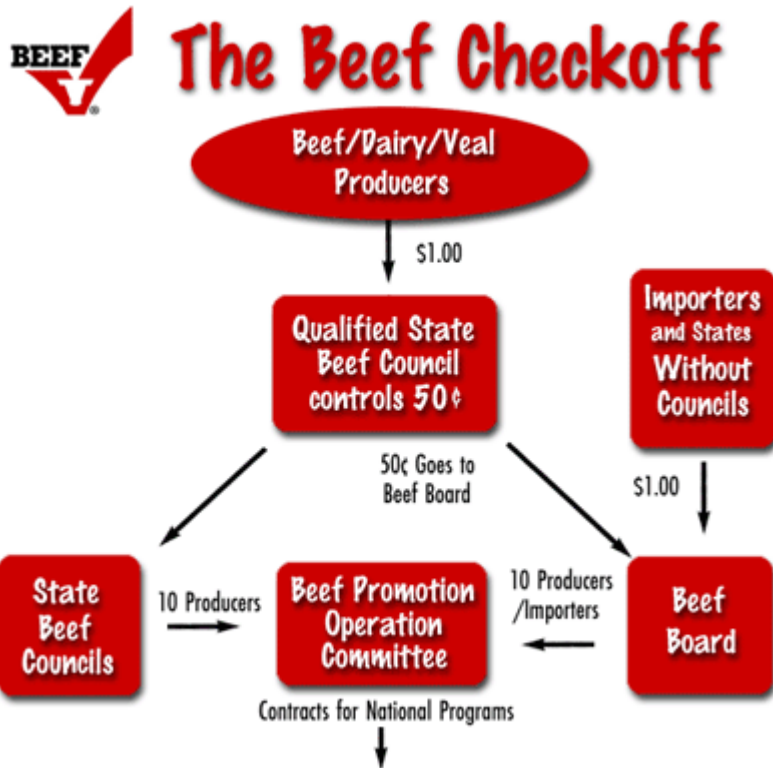 BEEF
®
The Beef Checkoff
Beef/Dairy/Veal
Producers
$1.00
Qualified State
Beef Council
controls 50¢
Importers
and States
Without
Councils
50¢ Goes to
Beef Board
$1.00
State
Beef
Councils
10 Producers
Beef Promotion
Operation
Committee
10 Producers
/Importers
Beef
Board
Contracts for National Programs